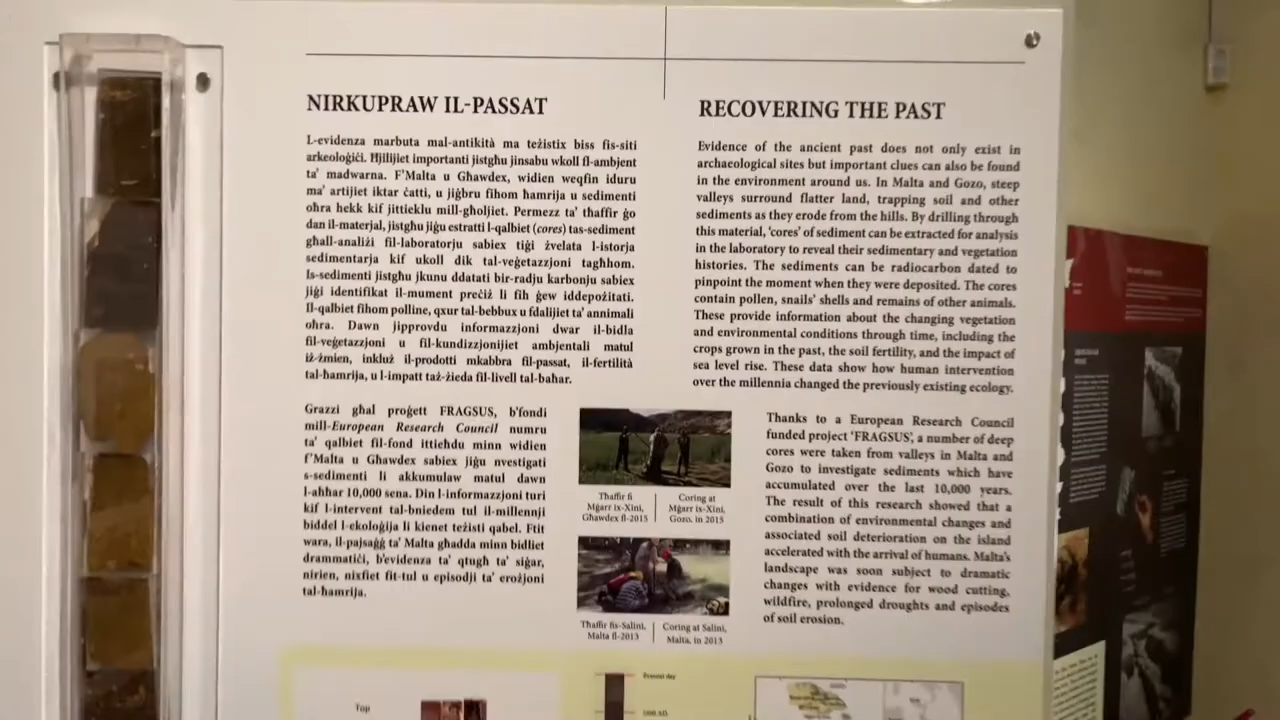 NIRKUPRAW IL-PASSAT
L-evidenza marbuta mal-antikità ma teżistix biss fis-siti
arkeoloġiċi. Ħjilijiet importanti jistgħu jinsabu wkoll fl-ambjent
ta' madwarna. F'Malta u Għawdex, widien weqfin iduru
ma' artijiet iktar ċatti, u jiġbru fihom ħamrija u sedimenti
oħra hekk kif jittieklu mill-għoljiet. Permezz ta' tħaffir ġo
dan il-materjal, jistgħu jiġu estratti l-qalbiet (cores) tas-sediment
għall-analiżi fil-laboratorju sabiex tiġi żvelata l-istorja
sedimentarja kif ukoll dik tal-veġetazzjoni tagħhom.
Is-sedimenti jistgħu jkunu ddatati bir-radju karbonju sabiex
jiġi identifikat il-mument preċiż li fih ġew iddepożitati.
Il-qalbiet fihom polline, qxur tal-bebbux u fdalijiet ta' annimali
oħra. Dawn jipprovdu informazzjoni dwar il-bidla
fil-veġetazzjoni u fil-kundizzjonijiet ambjentali matul
iż-żmien, inkluż il-prodotti mkabbra fil-passat, il-fertilità
tal-ħamrija, u l-impatt taż-żieda fil-livell tal-baħar.
Grazzi għal proġett FRAGSUS, b'fondi
mill-European Research Council numru
ta' qalbiet fil-fond ittieħdu minn widien
f'Malta u Għawdex sabiex jiġu nvestigati
s-sedimenti li akkumulaw matul dawn
l-aħħar 10,000 sena. Din l-informazzjoni turi
kif l-intervent tal-bniedem tul il-millennji
biddel l-ekoloġija li kienet teżisti qabel. Ftit
wara, il-pajsaġġ ta' Malta għadda minn bidliet
drammatiċi, b'evidenza ta' qtugħ ta' siġar,
nirien, nixfiet fit-tul u episodji ta' erożjoni
tal-ħamrija.
RECOVERING THE PAST
Evidence of the ancient past does not only exist in
archaeological sites but important clues can also be found
in the environment around us. In Malta and Gozo, steep
valleys surround flatter land, trapping soil and other
sediments as they erode from the hills. By drilling through
this material, 'cores' of sediment can be extracted for analysis
in the laboratory to reveal their sedimentary and vegetation
histories. The sediments can be radiocarbon dated to
pinpoint the moment when they were deposited. The cores
contain pollen, snails' shells and remains of other animals.
These provide information about the changing vegetation
and environmental conditions through time, including the
crops grown in the past, the soil fertility, and the impact of
sea level rise. These data show how human intervention
over the millennia changed the previously existing ecology.
Thanks to a European Research Council
funded project 'FRAGSUS', a number of deep
cores were taken from valleys in Malta and
Gozo to investigate sediments which have
accumulated over the last 10,000 years.
The result of this research showed that a
combination of environmental changes and
associated soil deterioration on the island
accelerated with the arrival of humans. Malta's
landscape was soon subject to dramatic
changes with evidence for wood cutting,
wildfire, prolonged droughts and episodes
of soil erosion.
Tħaffir fi
Mġarr ix-Xini,
Għawdex fl-2015
Coring at
Mġarr ix-Xini,
Gozo, in 2015
Tħaffir fis-Salini,
Malta fl-2013
Coring at Salini,
Malta, in 2013
Top
Present day